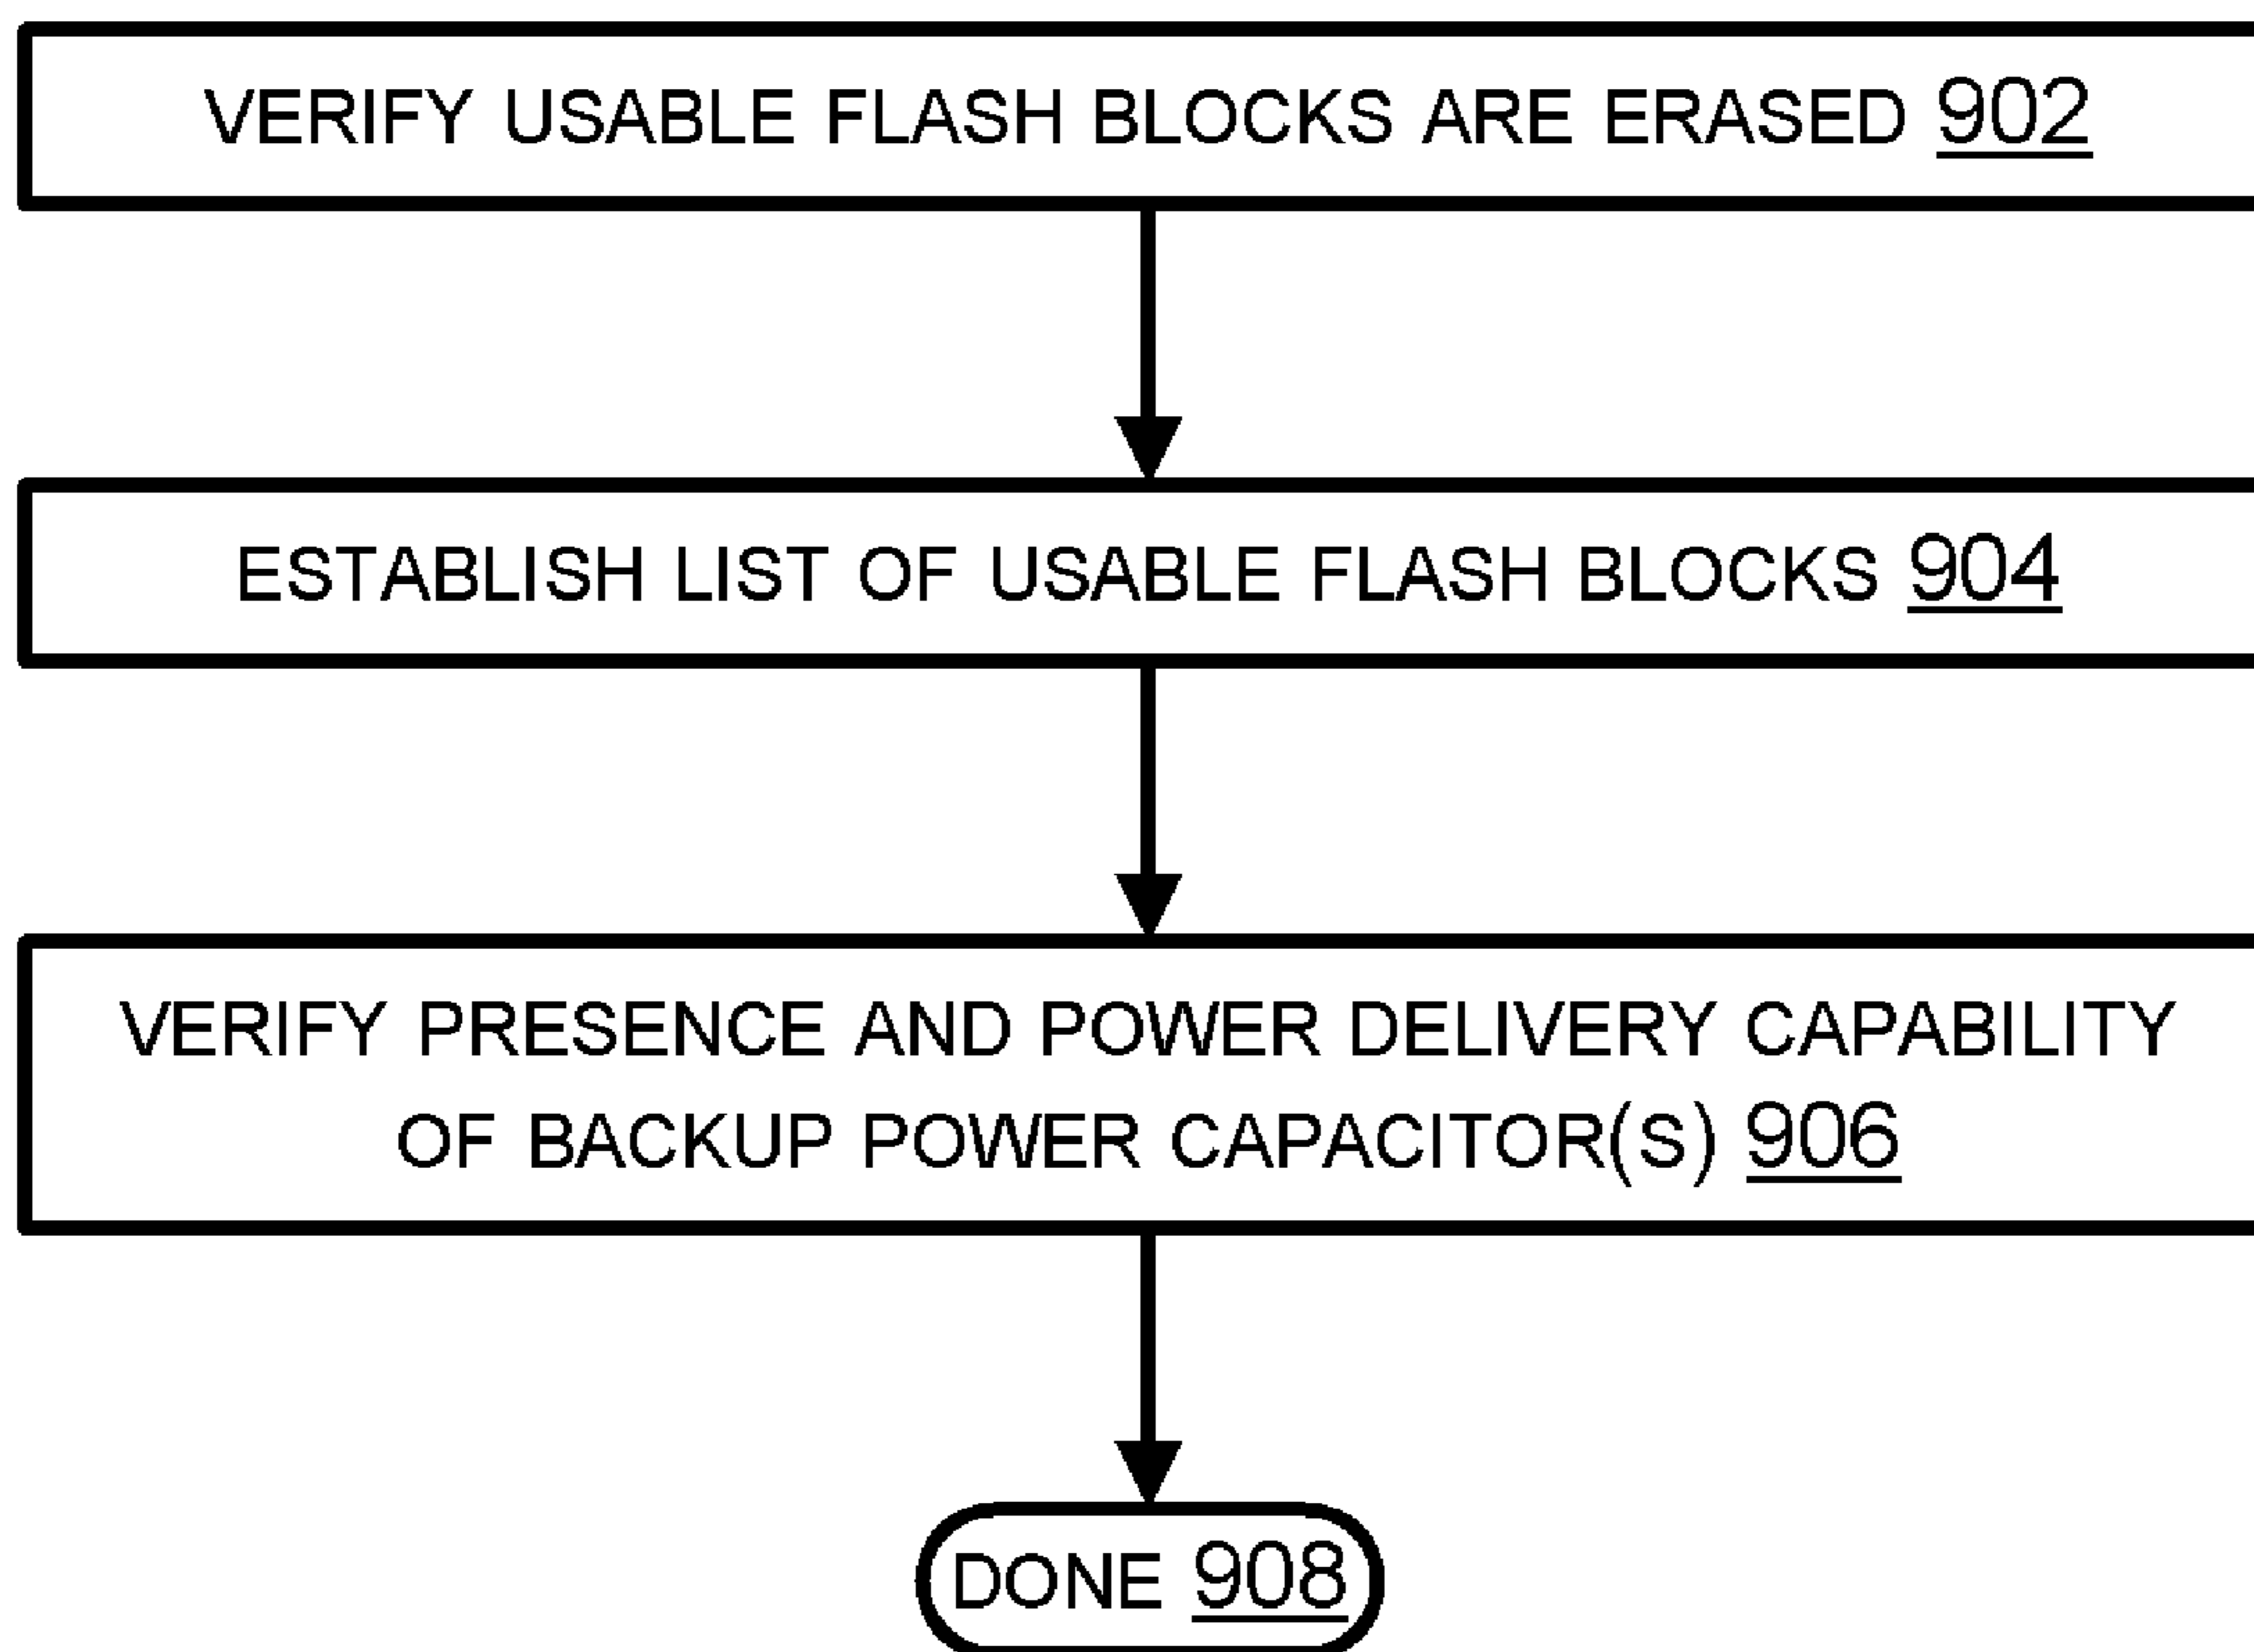 VERIFY USABLE FLASH BLOCKS ARE ERASED 902
ESTABLISH LIST OF USABLE FLASH BLOCKS 904
VERIFY PRESENCE AND POWER DELIVERY CAPABILITY
OF BACKUP POWER CAPACITOR(S) 906
DONE 908